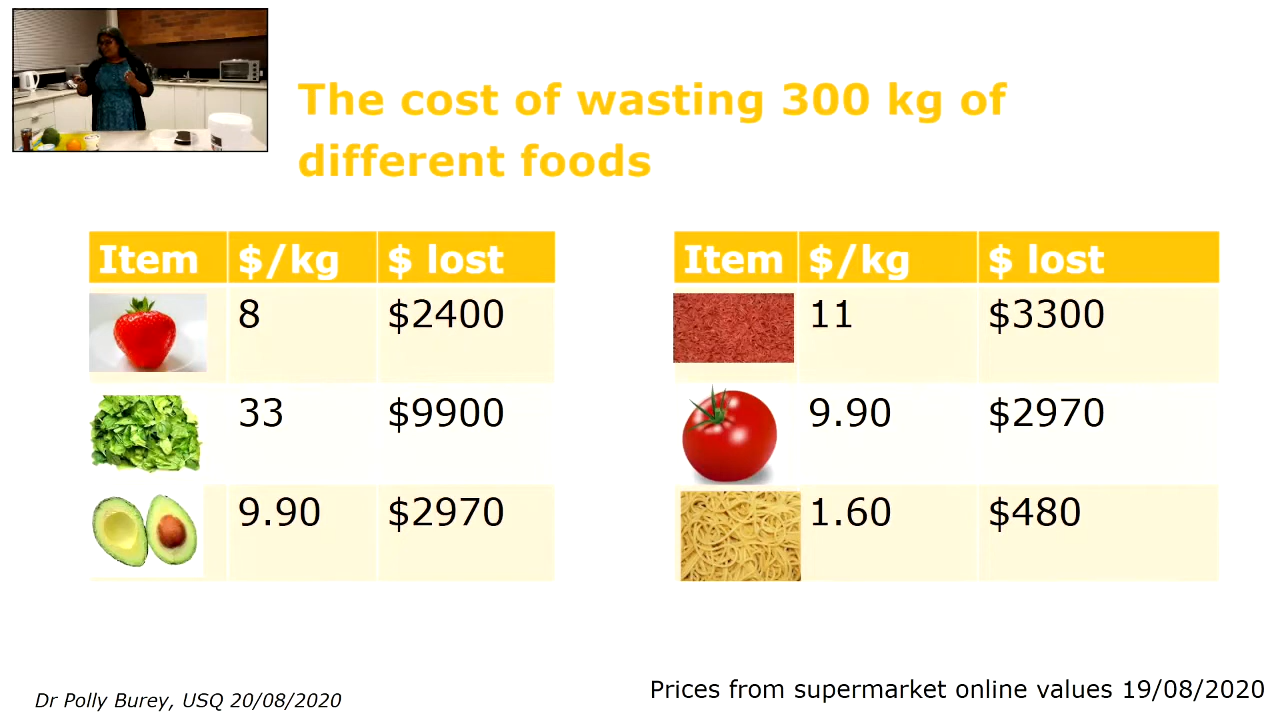 The cost of wasting 300 kg of
different foods
Item $/kg $ lost
8 $2400
33 $9900
9.90 $2970
Item $/kg $ lost
11 $3300
9.90 $2970
1.60 $480
Dr Polly Burey, USQ 20/08/2020
Prices from supermarket online values 19/08/2020